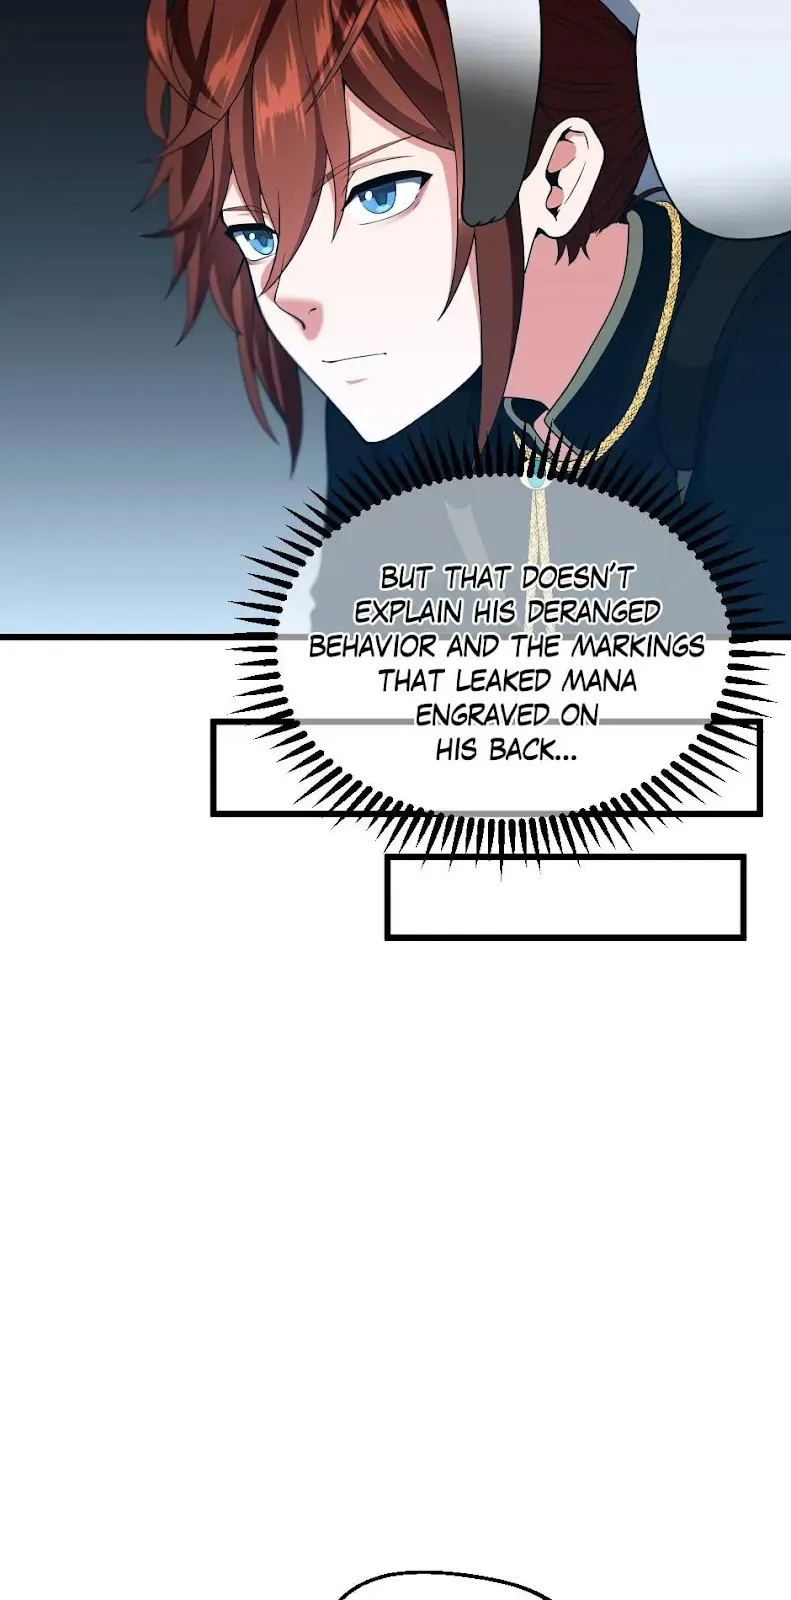 BUT THAT DOESN'T
EXPLAIN HIS DERANGED
BEHAVIOR AND THE MARKINGS
THAT LEAKED MANA
ENGRAVED ON
HIS BACK...